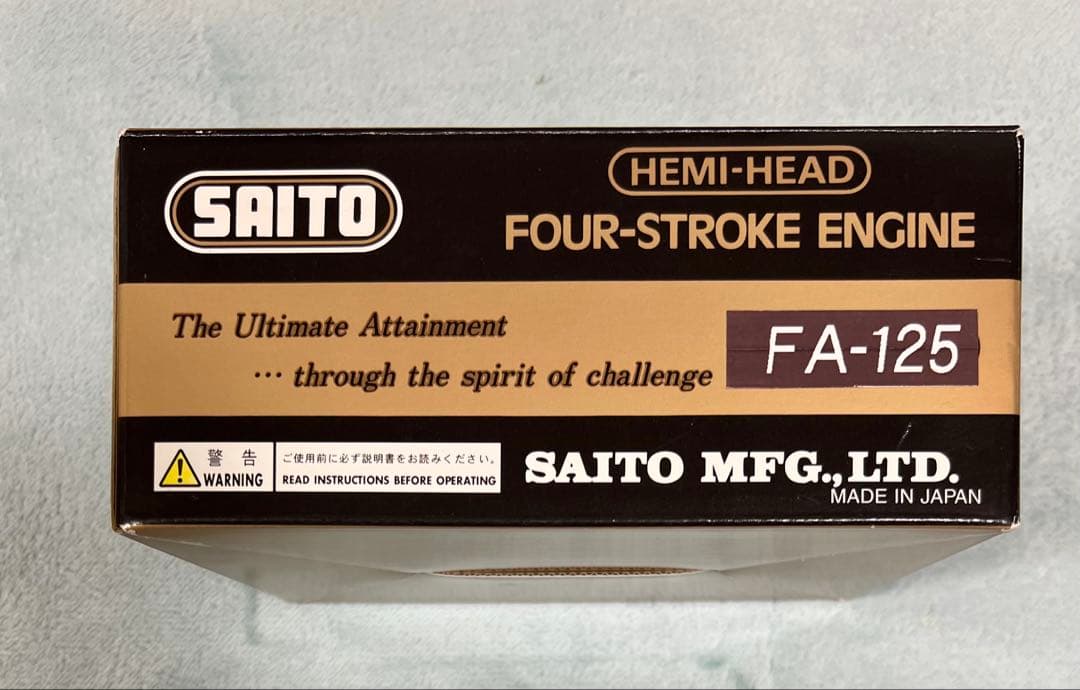 SAITO
HEMI-HEAD
FOUR-STROKE ENGINE
The Ultimate Attainment
… through the spirit of challenge
FA-125
警 告
WARNING
ご使用前に必ず説明書をお読みください。
READ INSTRUCTIONS BEFORE OPERATING
SAITO MFG.,LTD.
MADE IN JAPAN